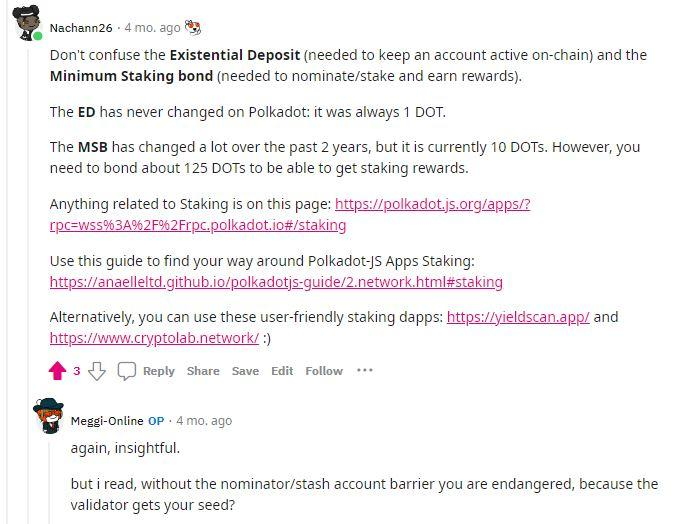 Nachann26 · 4 mo. ago
Don't confuse the Existential Deposit (needed to keep an account active on-chain) and the
Minimum Staking bond (needed to nominate/stake and earn rewards).
The ED has never changed on Polkadot: it was always 1 DOT.
The MSB has changed a lot over the past 2 years, but it is currently 10 DOTs. However, you
need to bond about 125 DOTs to be able to get staking rewards.
Anything related to Staking is on this page: https://polkadot.js.org/apps/?
rpc=wss%3A%2F%2Frpc.polkadot.io#/staking
Use this guide to find your way around Polkadot-JS Apps Staking:
https://anaelleltd.github.io/polkadotjs-guide/2.network.html#staking
Alternatively, you can use these user-friendly staking dapps: https://yieldscan.app/ and
https://www.cryptolab.network/ :)
3 Reply Share Save Edit Follow ···
Meggi-Online OP · 4 mo. ago
again, insightful.
but i read, without the nominator/stash account barrier you are endangered, because the
validator gets your seed?